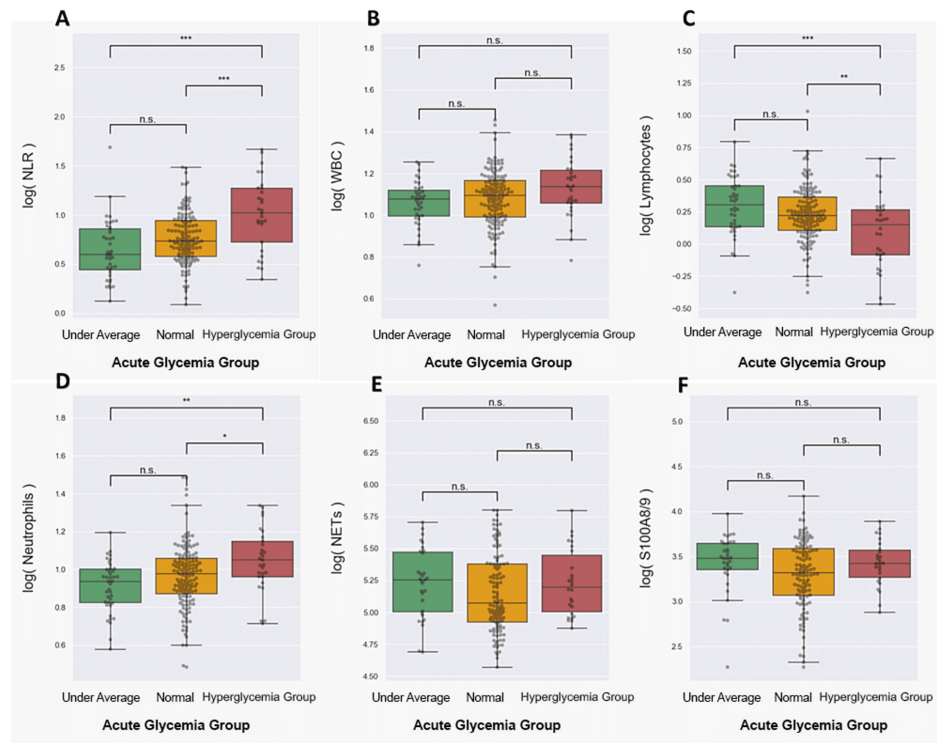 A
log( NLR )
2.5
2.0
1.5
1.0
0.5
0.0
***
***
n.s.
Under Average Normal Hyperglycemia Group
Acute Glycemia Group
B
log( WBC )
1.8
1.6
1.4
1.2
1.0
0.8
0.6
n.s.
n.s.
n.s.
Under Average Normal Hyperglycemia Group
Acute Glycemia Group
C
log( Lymphocytes )
1.50
1.25
1.00
0.75
0.50
0.25
0.00
−0.25
−0.50
***
**
n.s.
Under Average Normal Hyperglycemia Group
Acute Glycemia Group
D
log( Neutrophils )
1.8
1.6
1.4
1.2
1.0
0.8
0.6
**
*
n.s.
Under Average Normal Hyperglycemia Group
Acute Glycemia Group
E
log( NETs )
6.50
6.25
6.00
5.75
5.50
5.25
5.00
4.75
4.50
n.s.
n.s.
n.s.
Under Average Normal Hyperglycemia Group
Acute Glycemia Group
F
log( S100A8/9 )
5.0
4.5
4.0
3.5
3.0
2.5
n.s.
n.s.
n.s.
Under Average Normal Hyperglycemia Group
Acute Glycemia Group